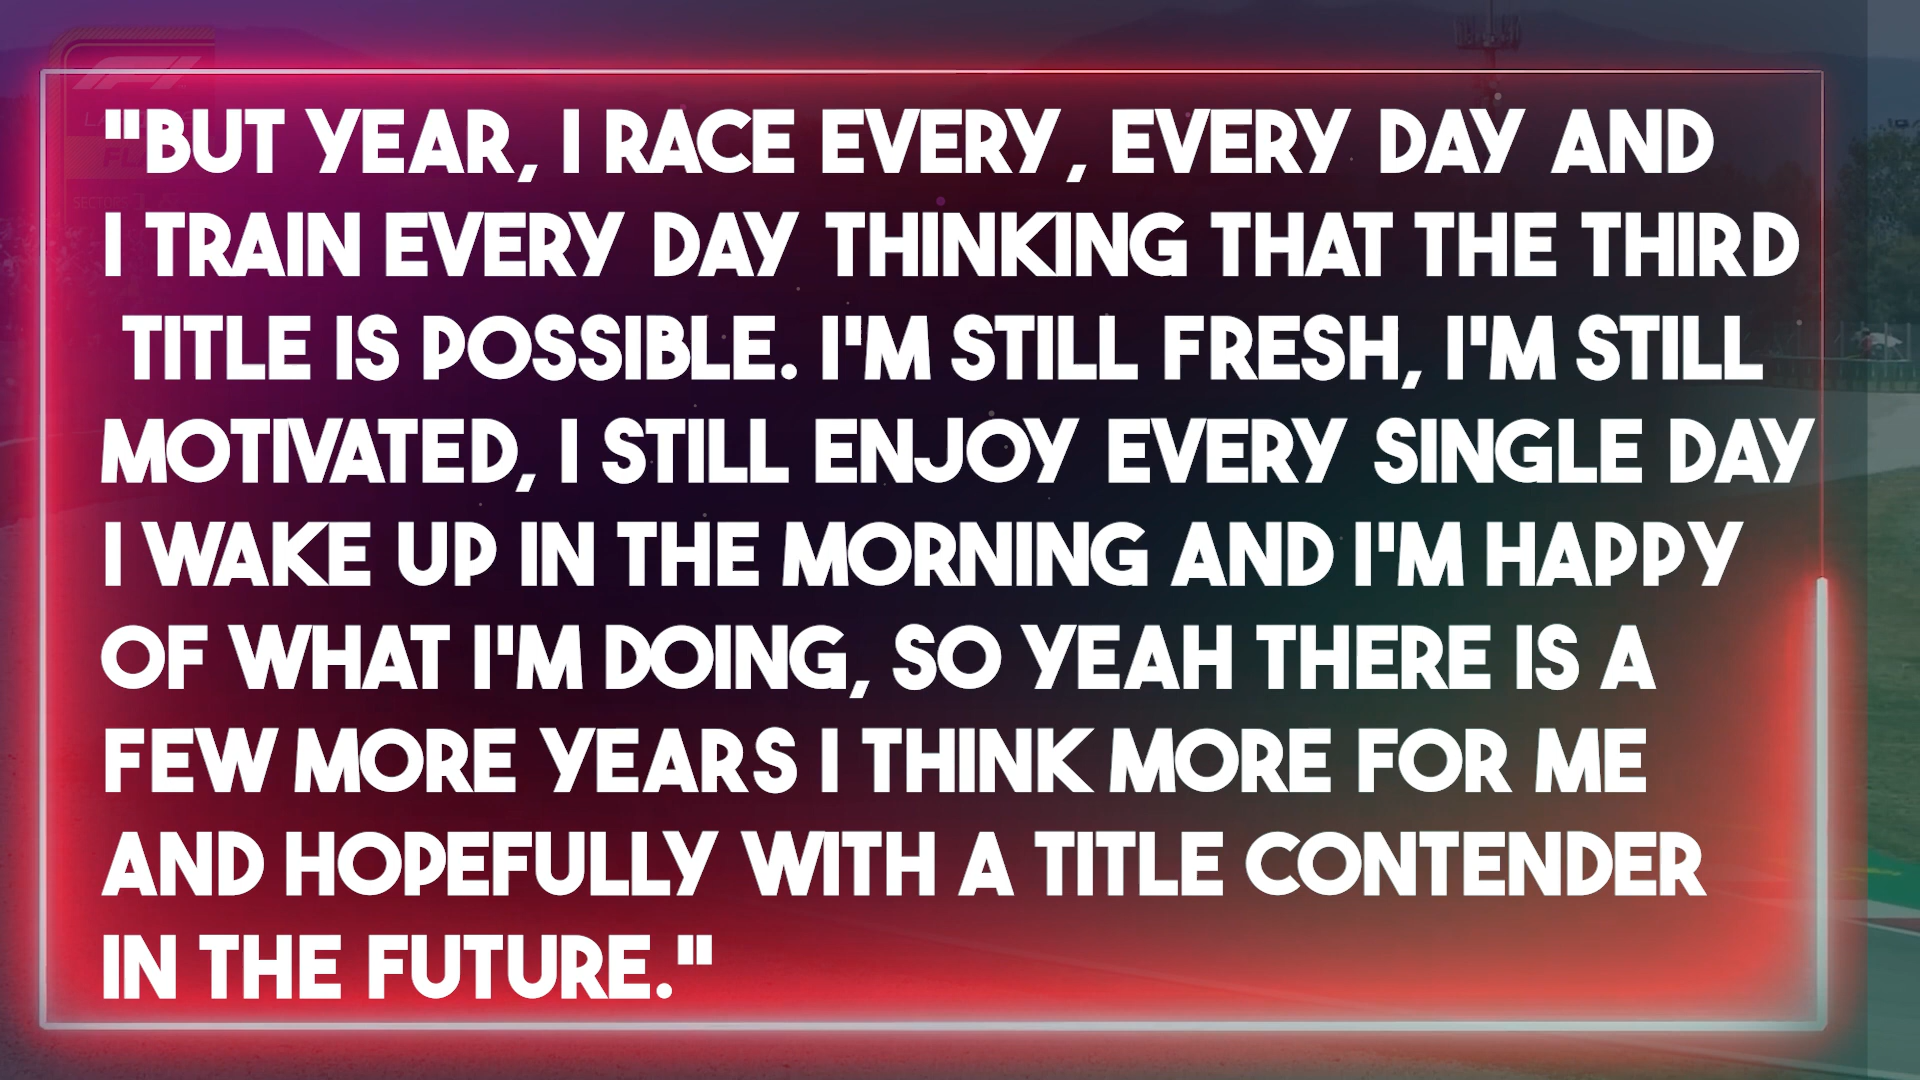 "BUT YEAR, I RACE EVERY, EVERY DAY AND
I TRAIN EVERY DAY THINKING THAT THE THIRD
TITLE IS POSSIBLE. I'M STILL FRESH, I'M STILL
MOTIVATED, I STILL ENJOY EVERY SINGLE DAY
I WAKE UP IN THE MORNING AND I'M HAPPY
OF WHAT I'M DOING, SO YEAH THERE IS A
FEW MORE YEARS I THINK MORE FOR ME
AND HOPEFULLY WITH A TITLE CONTENDER
IN THE FUTURE."